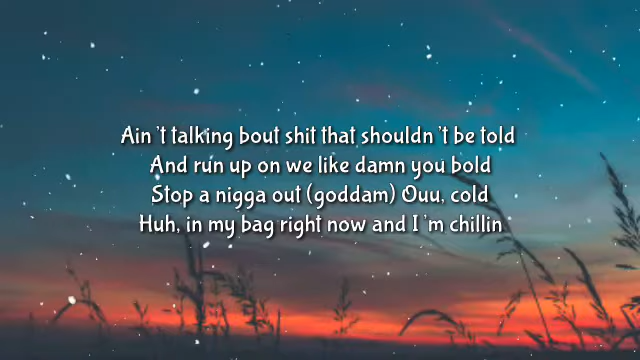 Ain't talking bout shit that shouldn't be told
And run up on we like damn you bold
Stop a nigga out (goddam) Ouu, cold
Huh, in my bag right now and I'm chillin